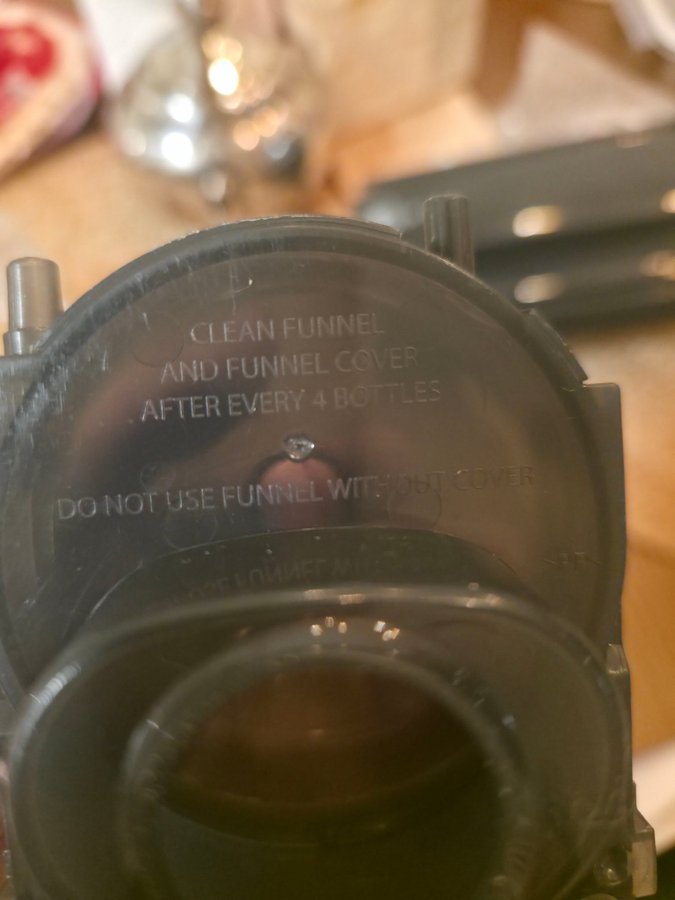 CLEAN FUNNEL
AND FUNNEL COVER
AFTER EVERY 4 BOTTLES
DO NOT USE FUNNEL WITHOUT COVER